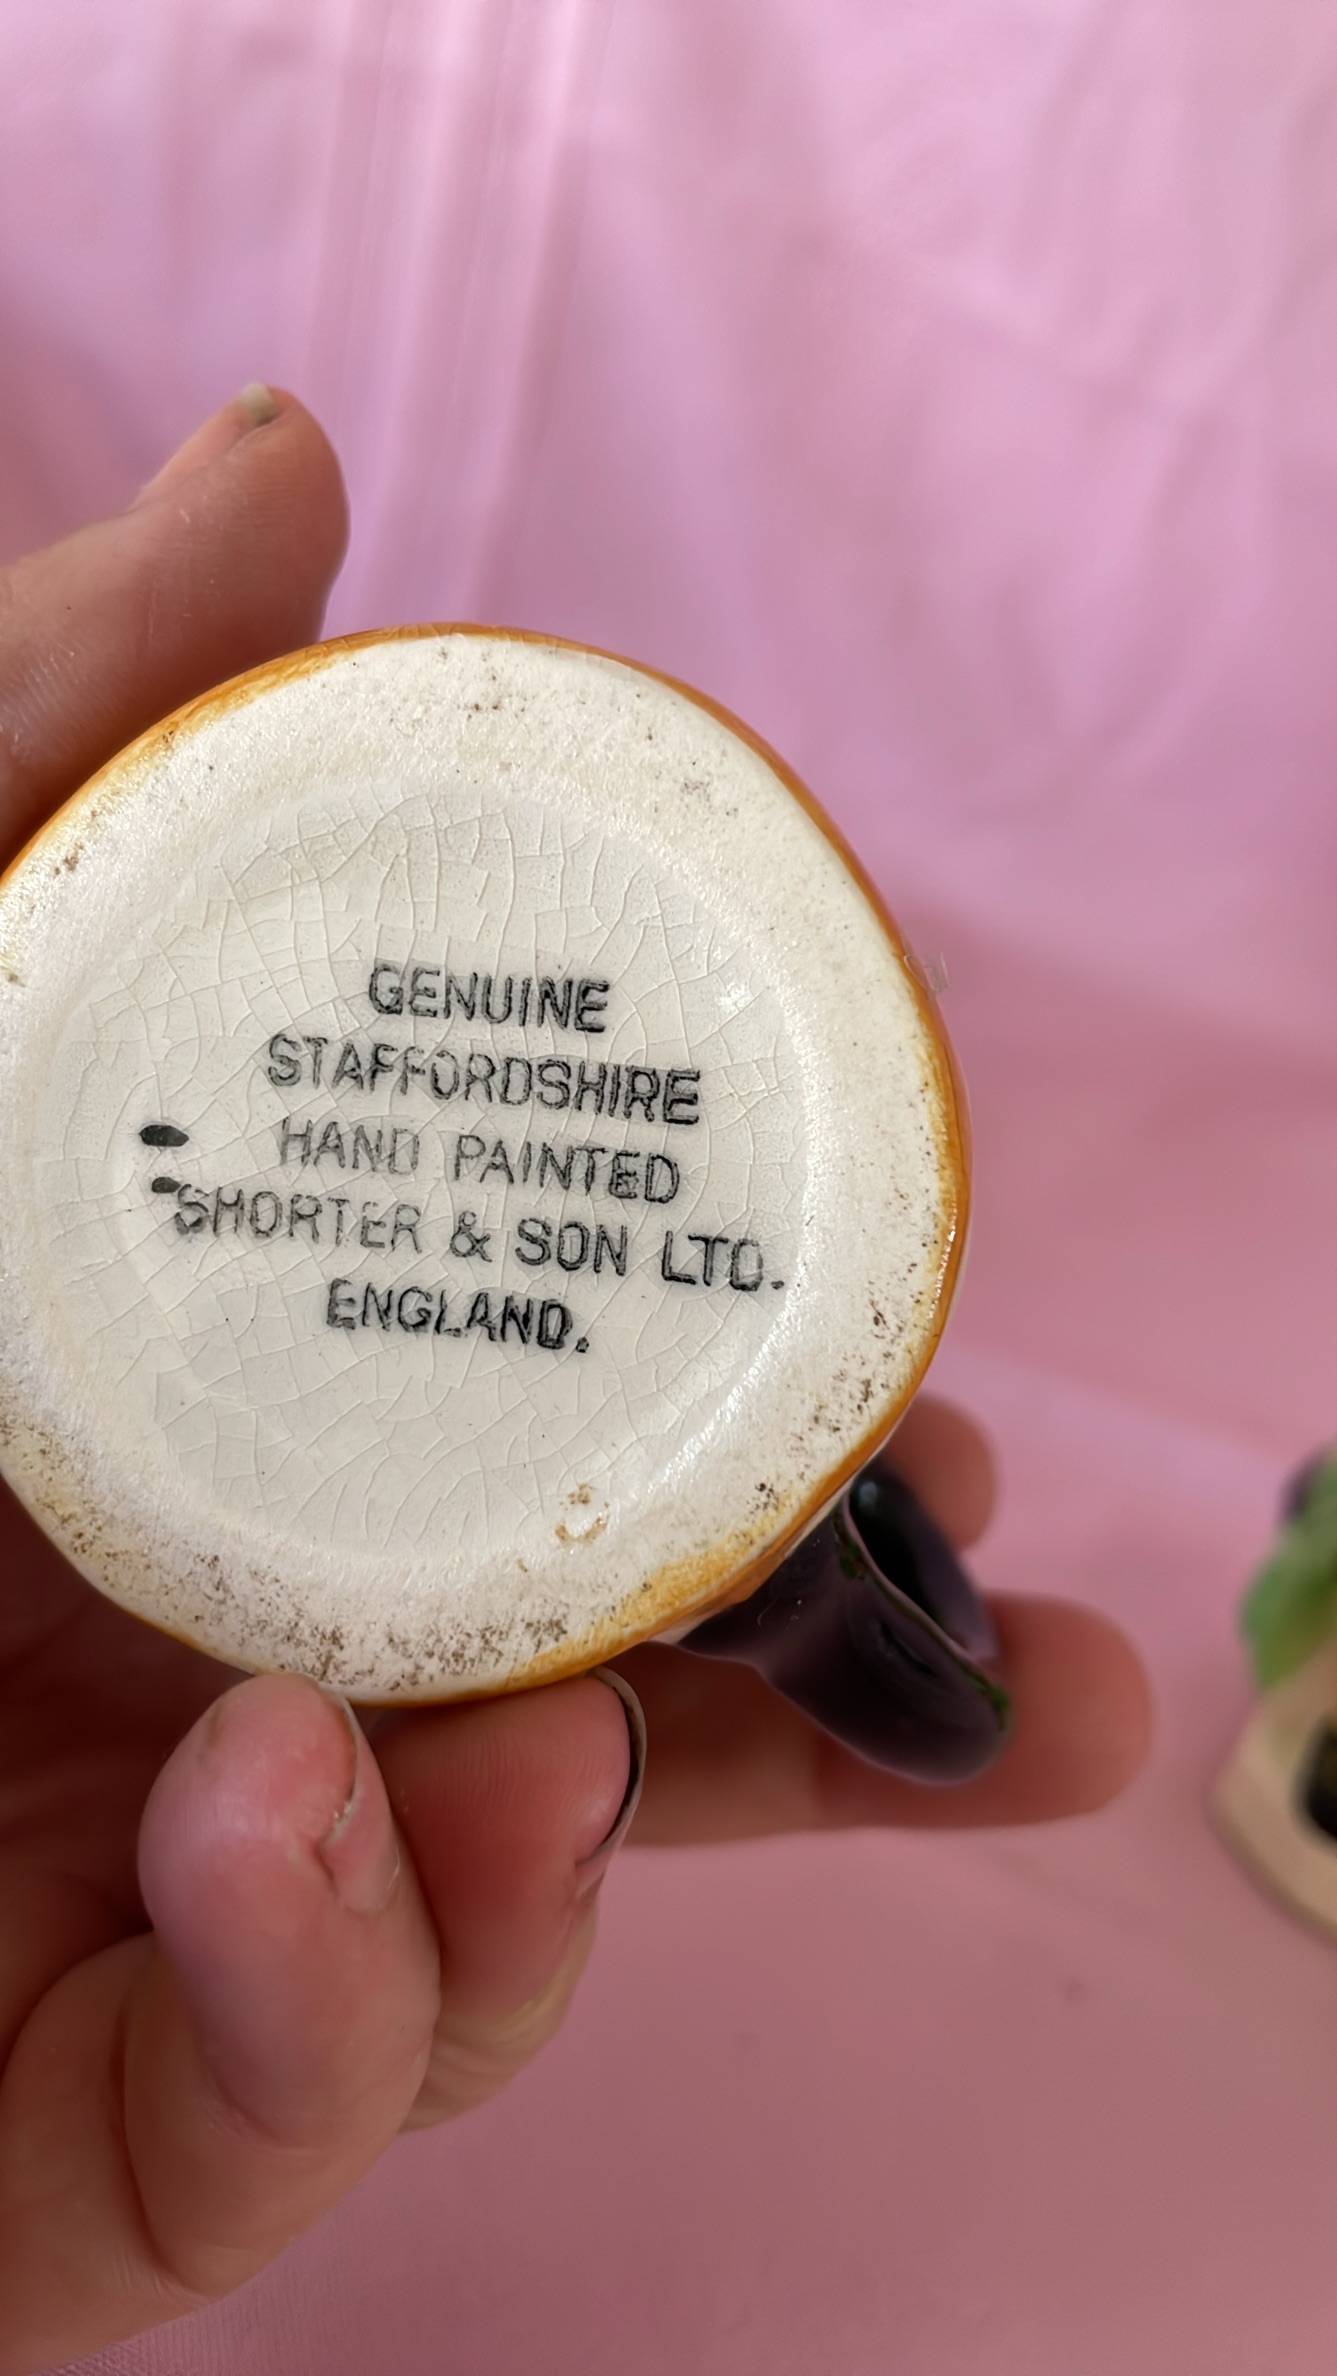 GENUINE
STAFFORDSHIRE
HAND PAINTED
SHORTER & SON LTD.
ENGLAND.